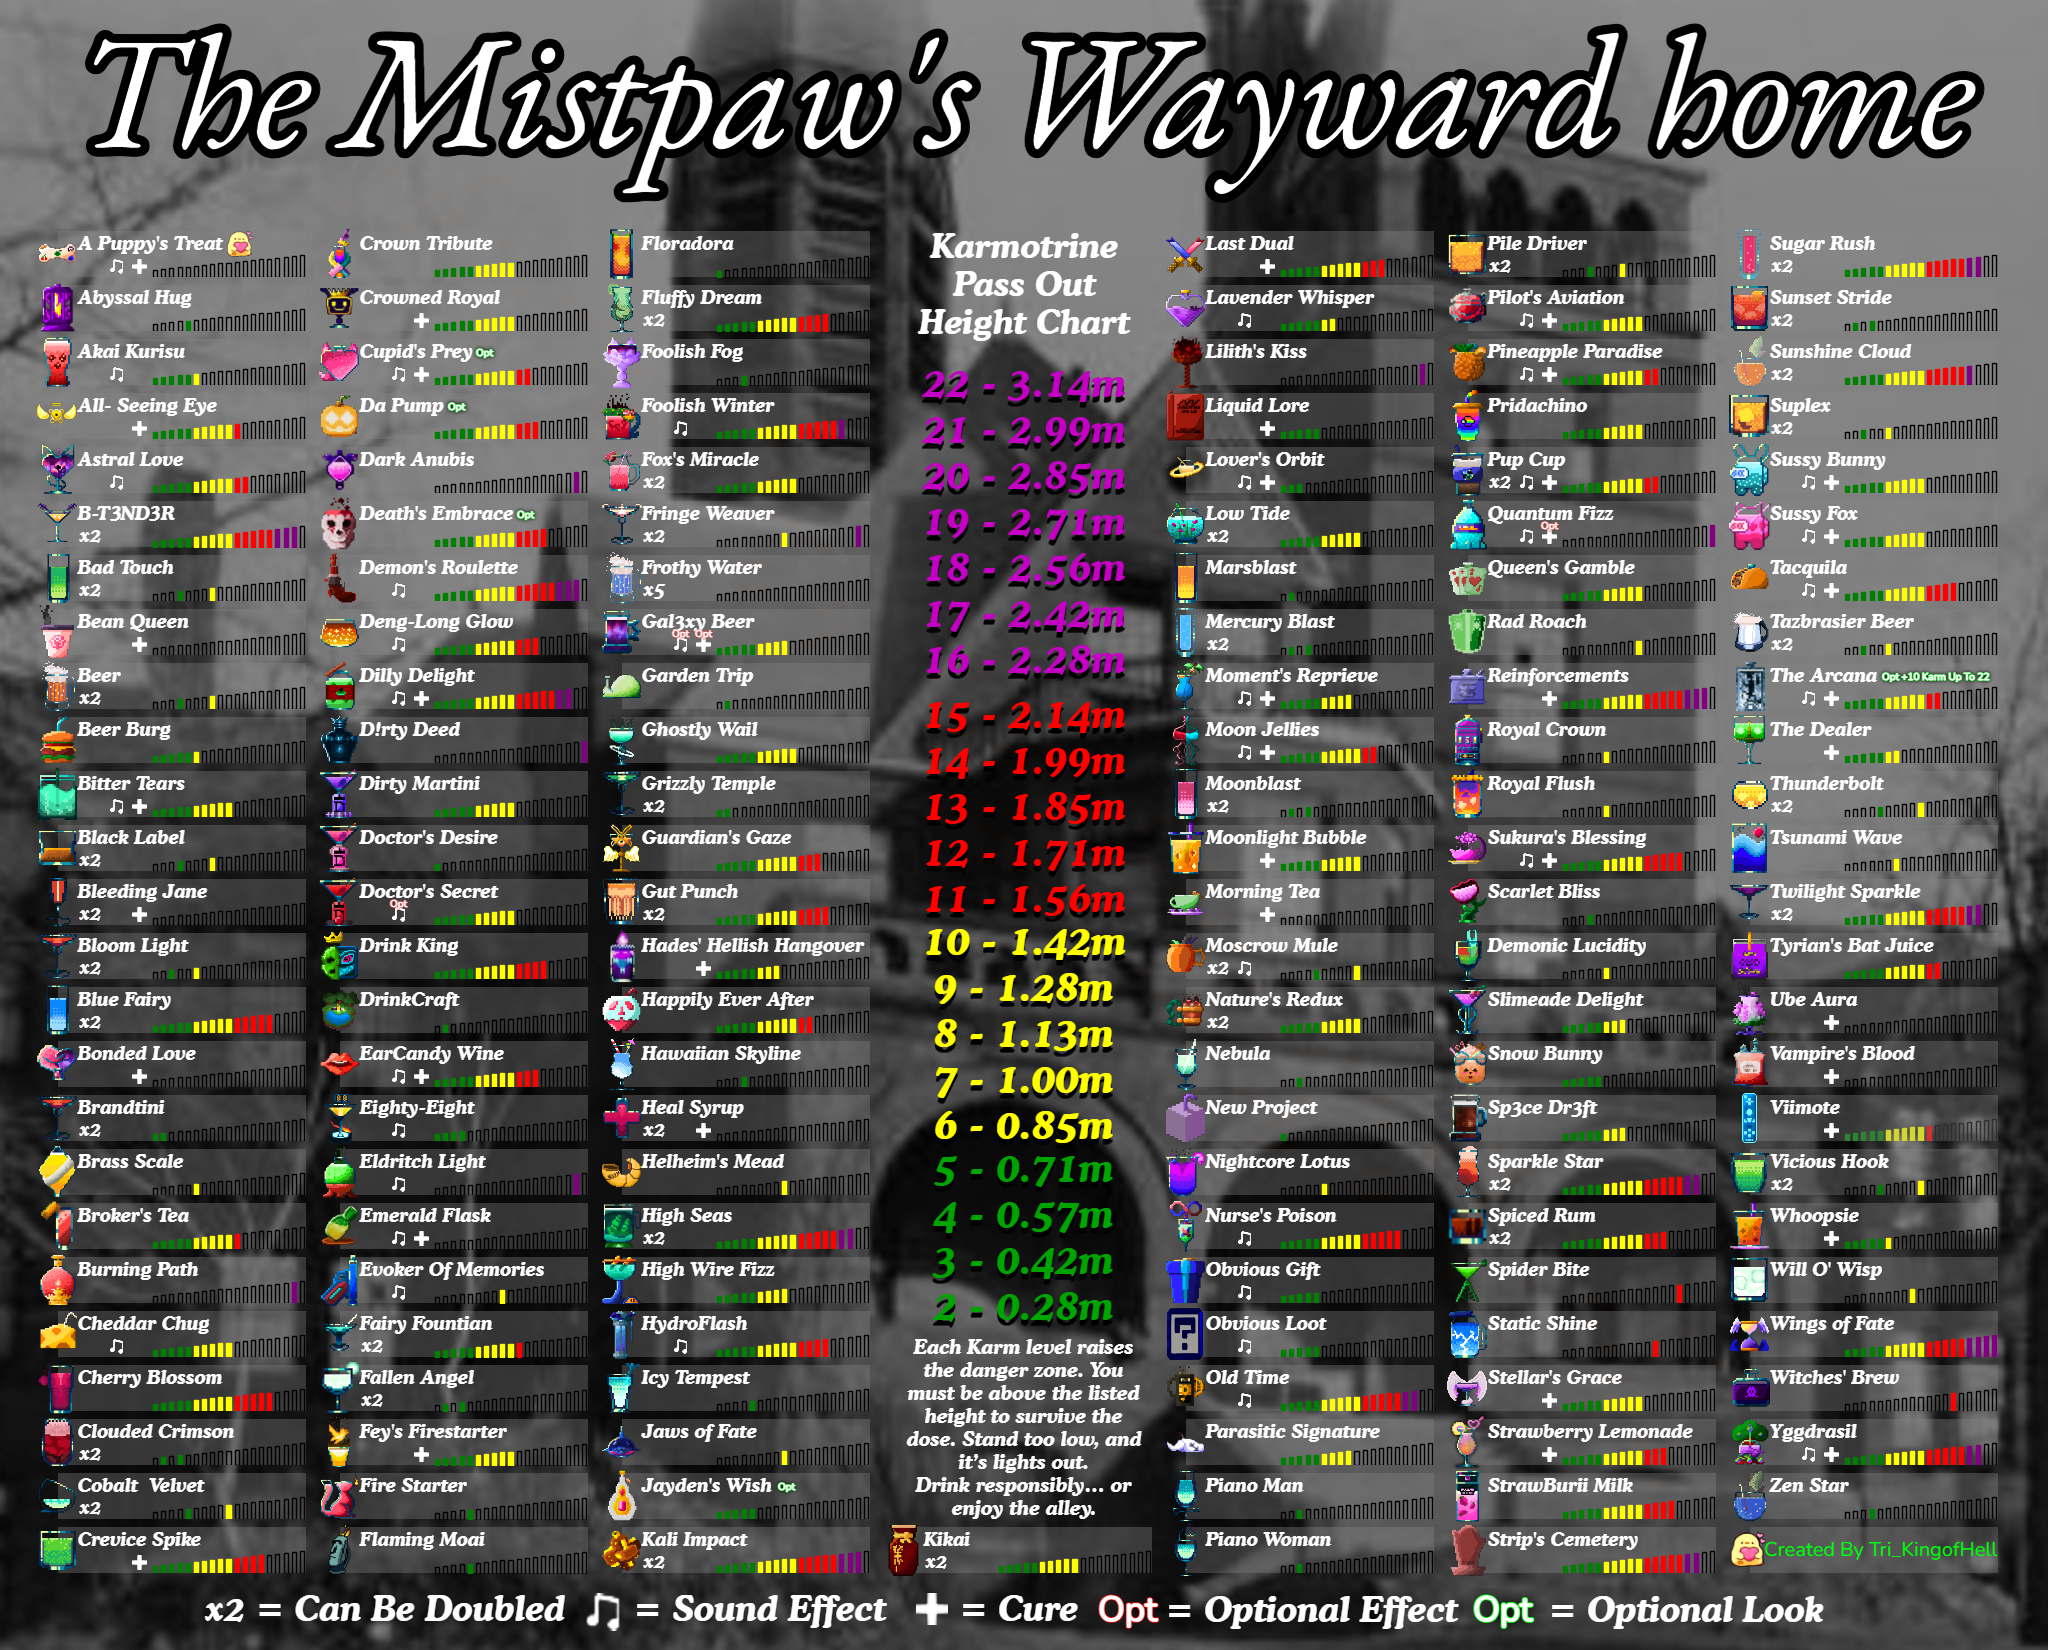 The Mistpaw's Wayward home
A Puppy's Treat
Abyssal Hug
Akai Kurisu
All- Seeing Eye
Astral Love
B-T3ND3R
x2
Bad Touch
x2
Bean Queen
Beer
x2
Beer Burg
Bitter Tears
Black Label
x2
Bleeding Jane
x2
Bloom Light
x2
Blue Fairy
x2
Bonded Love
Brandtini
x2
Brass Scale
Broker's Tea
Burning Path
Cheddar Chug
Cherry Blossom
Clouded Crimson
x2
Cobalt Velvet
x2
Crevice Spike
Crown Tribute
Crowned Royal
Cupid's Prey Opt
Da Pump Opt
Dark Anubis
Death's Embrace Opt
Demon's Roulette
Deng-Long Glow
Dilly Delight
D!rty Deed
Dirty Martini
Doctor's Desire
Doctor's Secret
Opt
Drink King
DrinkCraft
EarCandy Wine
Eighty-Eight
Eldritch Light
Emerald Flask
Evoker Of Memories
Fairy Fountian
x2
Fallen Angel
x2
Fey's Firestarter
Fire Starter
Flaming Moai
Floradora
Fluffy Dream
x2
Foolish Fog
Foolish Winter
Fox's Miracle
x2
Fringe Weaver
x2
Frothy Water
x5
Gal3xy Beer
Opt Opt
Garden Trip
Ghostly Wail
Grizzly Temple
x2
Guardian's Gaze
Gut Punch
x2
Hades' Hellish Hangover
Happily Ever After
Hawaiian Skyline
Heal Syrup
x2
Helheim's Mead
High Seas
x2
High Wire Fizz
HydroFlash
Icy Tempest
Jaws of Fate
Jayden's Wish Opt
Kali Impact
x2
Karmotrine
Pass Out
Height Chart
22 - 3.14m
21 - 2.99m
20 - 2.85m
19 - 2.71m
18 - 2.56m
17 - 2.42m
16 - 2.28m
15 - 2.14m
14 - 1.99m
13 - 1.85m
12 - 1.71m
11 - 1.56m
10 - 1.42m
9 - 1.28m
8 - 1.13m
7 - 1.00m
6 - 0.85m
5 - 0.71m
4 - 0.57m
3 - 0.42m
2 - 0.28m
Each Karm level raises
the danger zone. You
must be above the listed
height to survive the
dose. Stand too low, and
it's lights out.
Drink responsibly... or
enjoy the alley.
Kikai
x2
Last Dual
Lavender Whisper
Lilith's Kiss
Liquid Lore
Lover's Orbit
Low Tide
x2
Marsblast
Mercury Blast
x2
Moment's Reprieve
Moon Jellies
Moonblast
x2
Moonlight Bubble
Morning Tea
Moscrow Mule
x2
Nature's Redux
x2
Nebula
New Project
Nightcore Lotus
Nurse's Poison
Obvious Gift
Obvious Loot
Old Time
Parasitic Signature
Piano Man
Piano Woman
Pile Driver
x2
Pilot's Aviation
Pineapple Paradise
Pridachino
Pup Cup
x2
Quantum Fizz
Opt
Queen's Gamble
Rad Roach
Reinforcements
Royal Crown
Royal Flush
Sukura's Blessing
Scarlet Bliss
Demonic Lucidity
Slimeade Delight
Snow Bunny
Sp3ce Dr3ft
Sparkle Star
x2
Spiced Rum
x2
Spider Bite
Static Shine
Stellar's Grace
Strawberry Lemonade
StrawBurii Milk
Strip's Cemetery
Sugar Rush
x2
Sunset Stride
x2
Sunshine Cloud
x2
Suplex
x2
Sussy Bunny
Sussy Fox
Tacquila
Tazbrasier Beer
x2
The Arcana Opt +10 Karm Up To 22
The Dealer
Thunderbolt
x2
Tsunami Wave
Twilight Sparkle
x2
Tyrian's Bat Juice
Ube Aura
Vampire's Blood
Viimote
Vicious Hook
x2
Whoopsie
Will O' Wisp
Wings of Fate
Witches' Brew
Yggdrasil
Zen Star
Created By Tri_KingofHell
x2 = Can Be Doubled = Sound Effect = Cure Opt = Optional Effect Opt = Optional Look